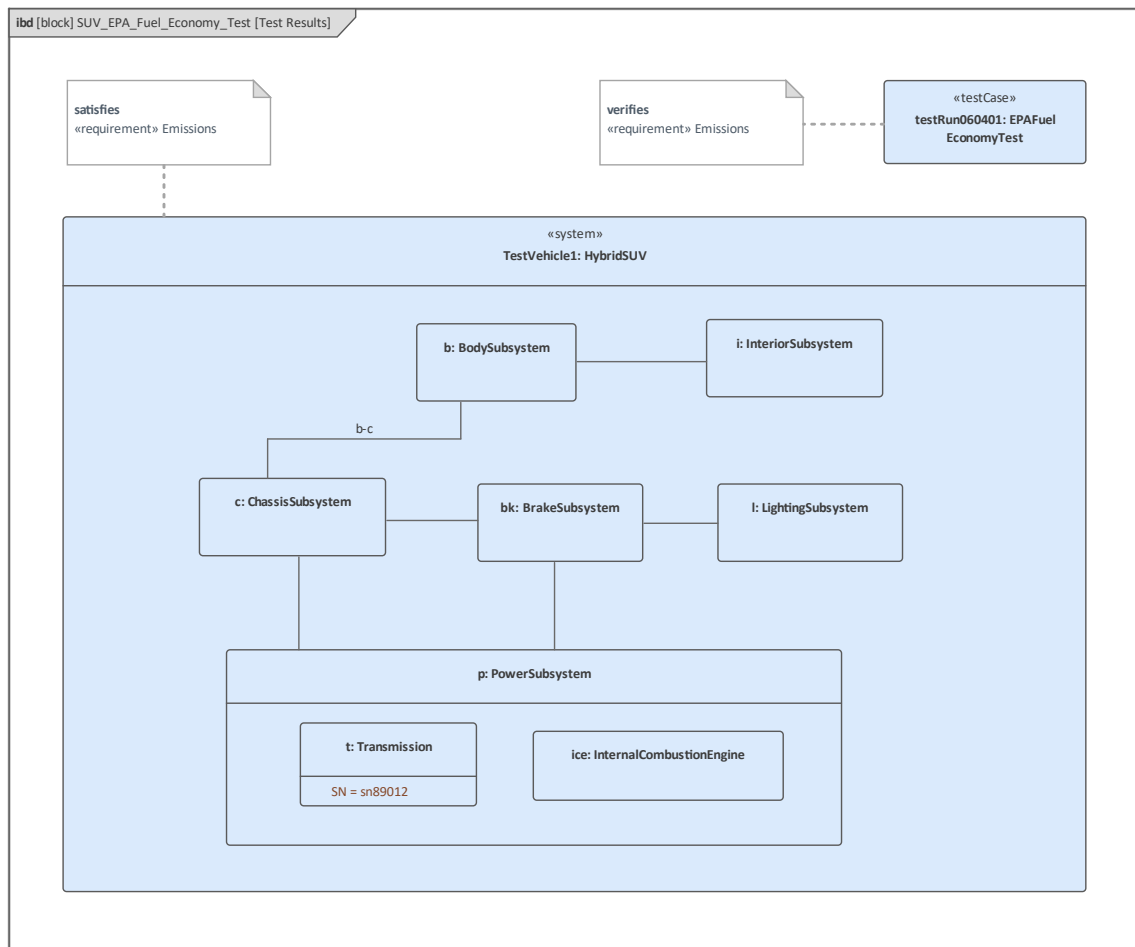 ibd [block] SUV_EPA_Fuel_Economy_Test [Test Results]
satisfies
«requirement» Emissions
verifies
«requirement» Emissions
«testCase»
testRun060401: EPAFuel
EconomyTest
«system»
TestVehicle1: HybridSUV
b: BodySubsystem
i: InteriorSubsystem
b-c
c: ChassisSubsystem
bk: BrakeSubsystem
l: LightingSubsystem
p: PowerSubsystem
t: Transmission
SN = sn89012
ice: InternalCombustionEngine